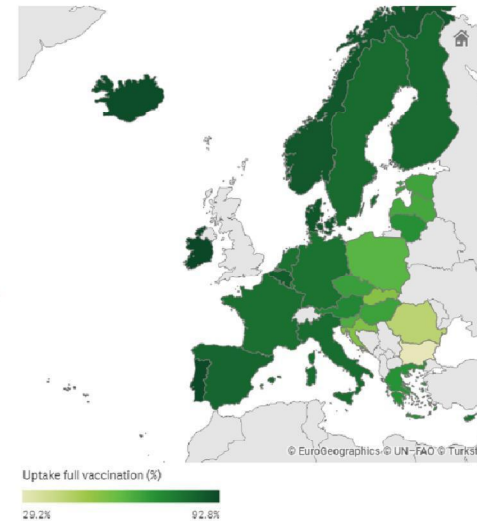 © EuroGeographics © UN-FAO © Turkst
Uptake full vaccination (%)
29.2% 92.8%